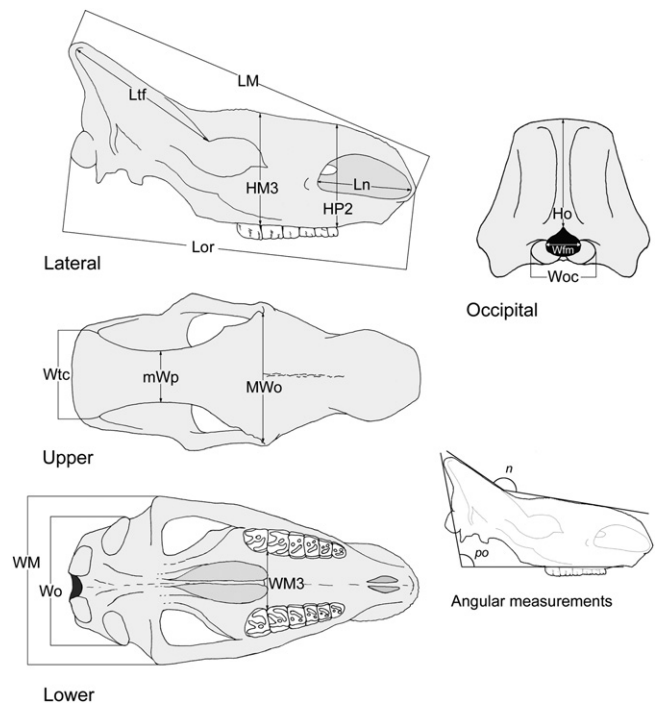 LM
Ltf
HM3
Ln
HP2
Lor
Lateral
Ho
Wfm
Woc
Occipital
Wtc
mWp
MWo
Upper
n
po
Angular measurements
WM
Wo
WM3
Lower